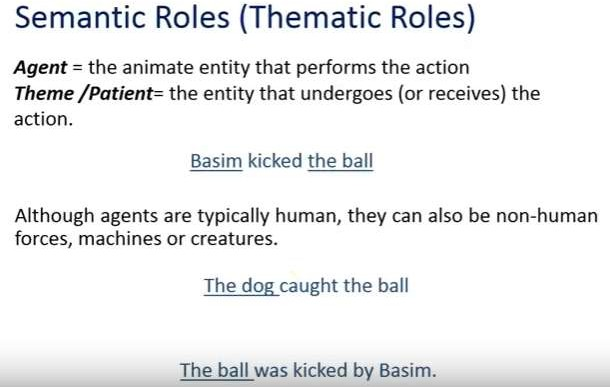 Semantic Roles (Thematic Roles)
Agent = the animate entity that performs the action
Theme /Patient= the entity that undergoes (or receives) the
action.
Basim kicked the ball
Although agents are typically human, they can also be non-human
forces, machines or creatures.
The dog caught the ball
The ball was kicked by Basim.